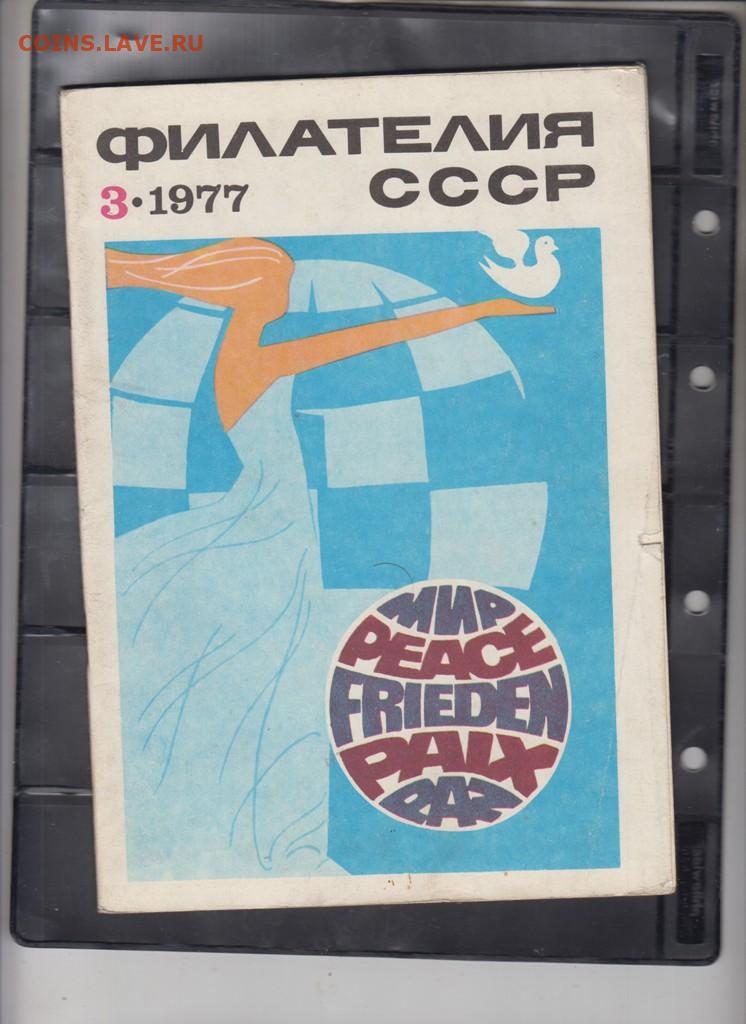 COINS.LAVE.RU
ФИЛАТЕЛИЯ
3•1977 СССР
МИР
PEACE
FRIEDEN
PAIX
PAZ